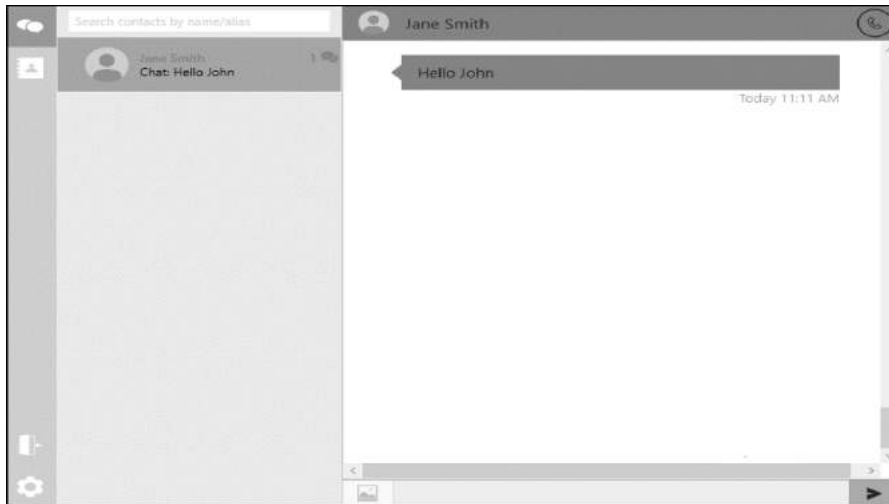 Search contacts by name/alias
Jane Smith
1
Chat: Hello John
Jane Smith
Hello John
Today 11:11 AM